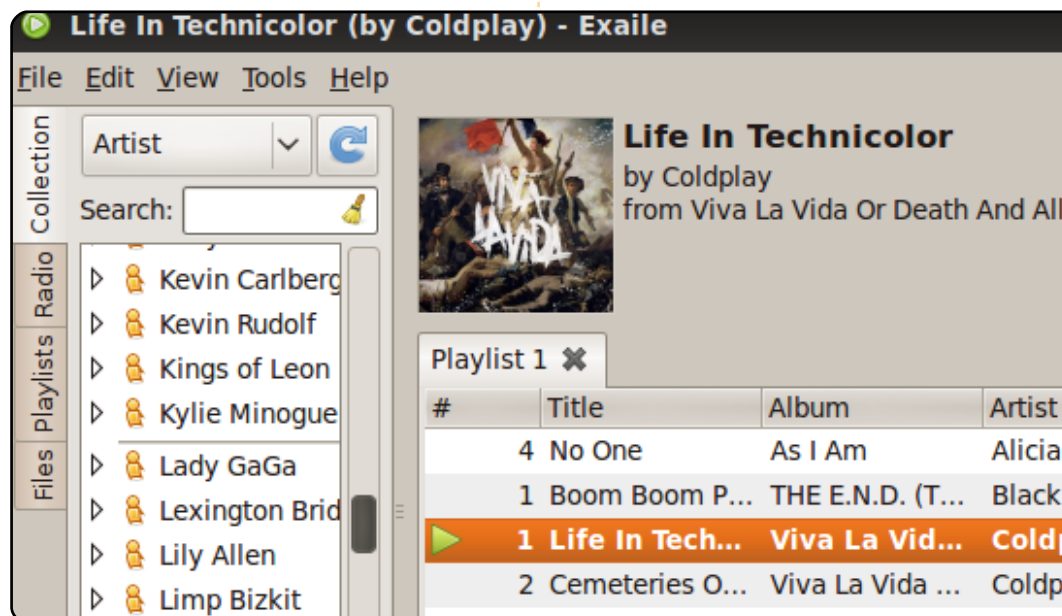 Life In Technicolor (by Coldplay) - Exaile
File Edit View Tools Help
Collection
Radio
Playlists
Files
Artist
Search:
Kevin Carlberg
Kevin Rudolf
Kings of Leon
Kylie Minogue
Lady GaGa
Lexington Brid
Lily Allen
Limp Bizkit
VIVA LA VIDA
Life In Technicolor
by Coldplay
from Viva La Vida Or Death And All
Playlist 1
# Title Album Artist
4 No One As I Am Alicia
1 Boom Boom P... THE E.N.D. (T... Black
1 Life In Tech... Viva La Vid... Coldp
2 Cemeteries O... Viva La Vida ... Coldp